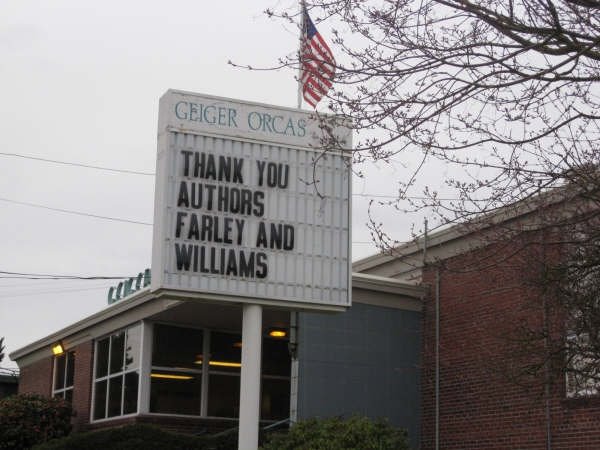 GEIGER ORCAS
THANK YOU
AUTHORS
FARLEY AND
WILLIAMS